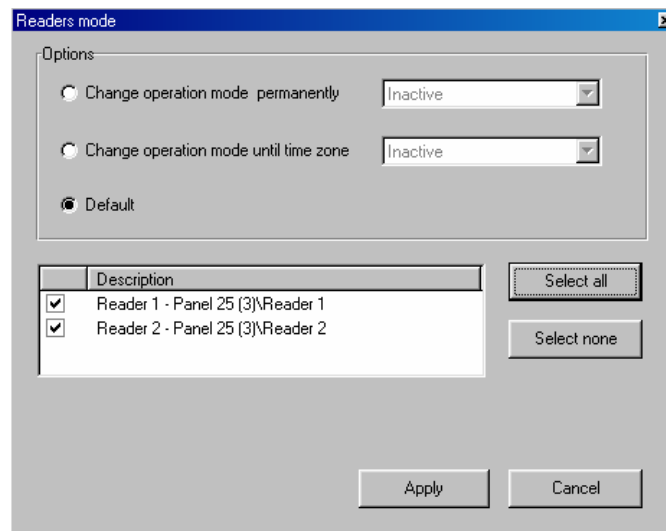 Readers mode
Options
Change operation mode  permanently
Inactive
Change operation mode until time zone
Inactive
Default
Description
Reader 1 - Panel 25 (3)\Reader 1
Reader 2 - Panel 25 (3)\Reader 2
Select all
Select none
Apply
Cancel